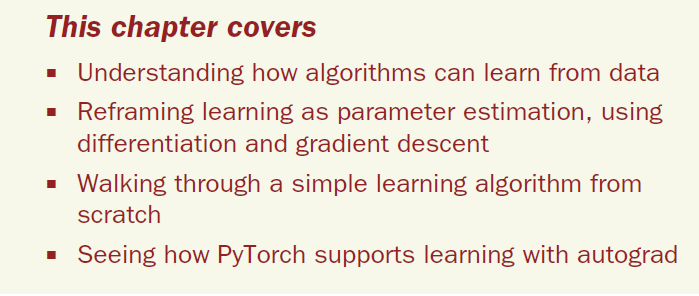 This chapter covers
▪ Understanding how algorithms can learn from data
▪ Reframing learning as parameter estimation, using
differentiation and gradient descent
▪ Walking through a simple learning algorithm from
scratch
▪ Seeing how PyTorch supports learning with autograd